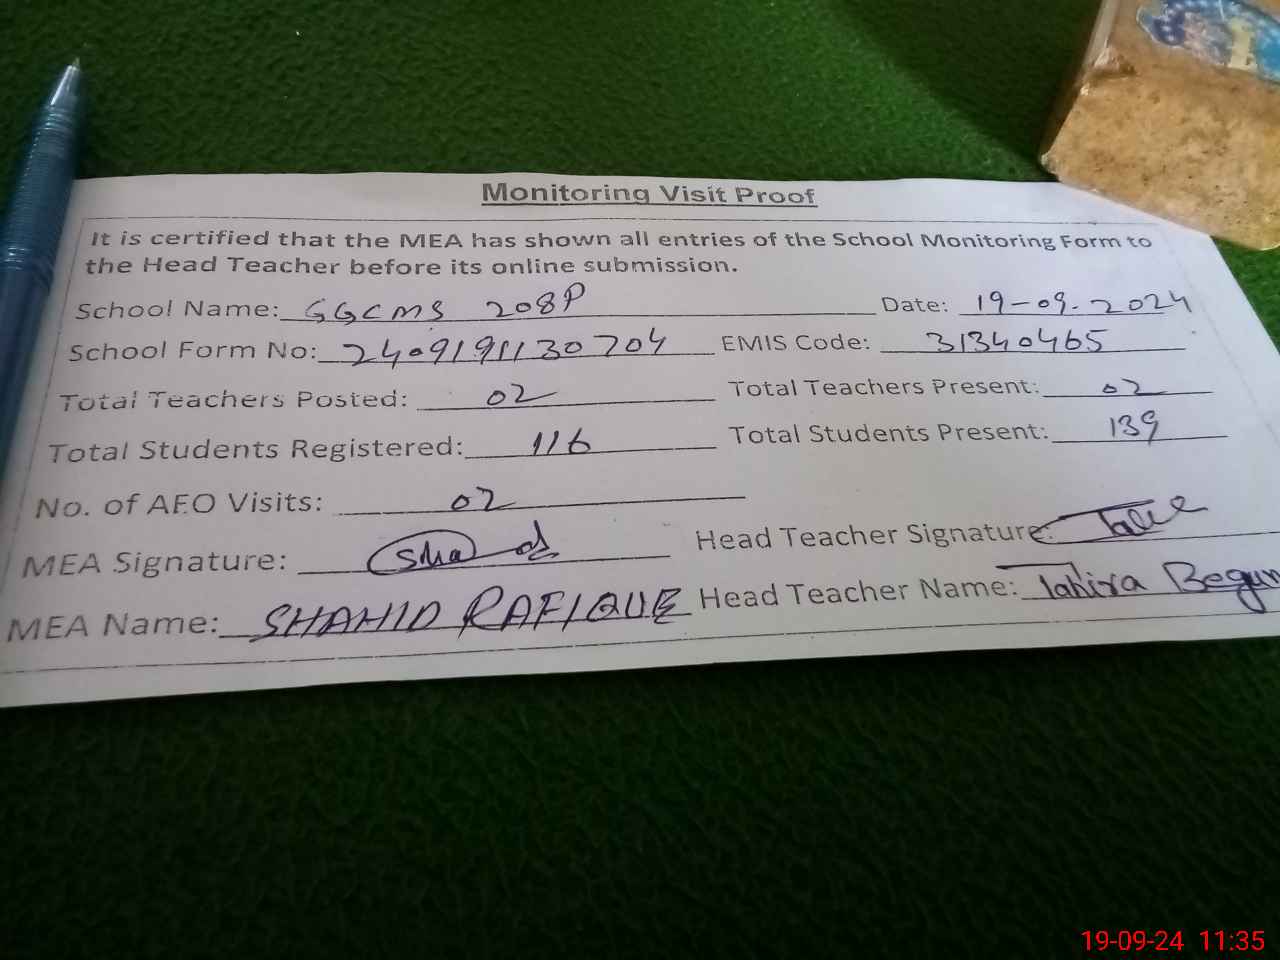 Monitoring Visit Proof
It is certified that the MEA has shown all entries of the School Monitoring Form to
the Head Teacher before its online submission.
School Name: GGCMS 208P Date: 19-09-2024
School Form No: 2409191130704 EMIS Code: 31340465
Total Teachers Posted: 02 Total Teachers Present: 02
Total Students Registered: 116 Total Students Present: 139
No. of AEO Visits: 02
MEA Signature: Head Teacher Signature:
MEA Name: SHAHID RAFIQUE Head Teacher Name: Tahira Begum
19-09-24 11:35